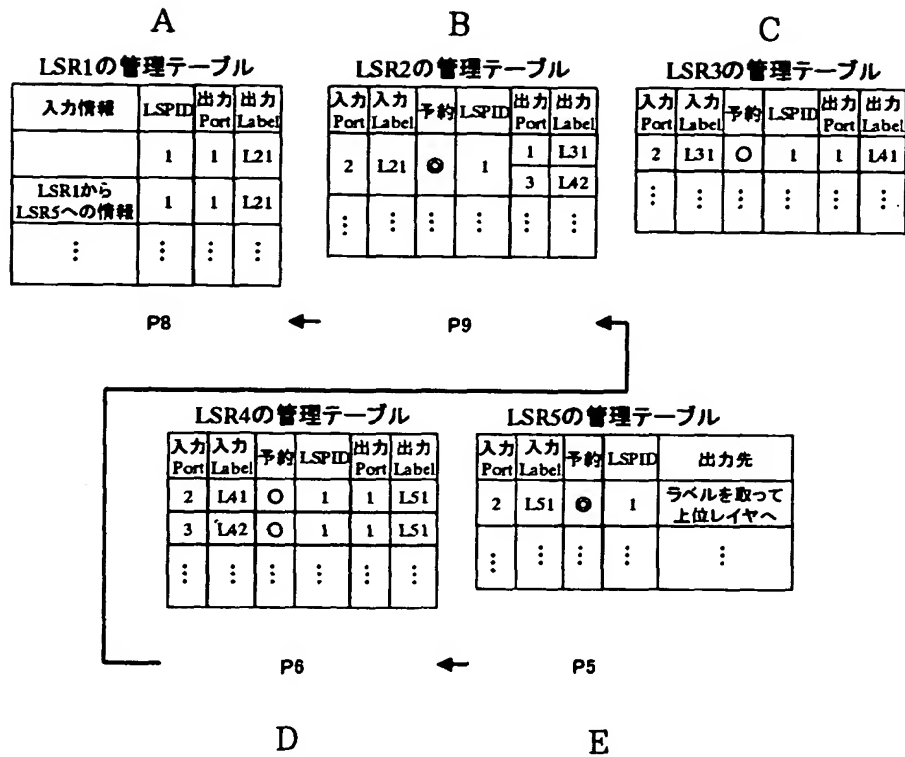 A B C
LSR1の管理テーブル
入力情報 LSPID 出力Port 出力Label
1 1 L21
LSR1からLSR5への情報 1 1 L21
⋮ ⋮ ⋮ ⋮
LSR2の管理テーブル
入力Port 入力Label 予約 LSPID 出力Port 出力Label
2 L21 ◎ 1 1 L31
3 L42
⋮ ⋮ ⋮ ⋮ ⋮ ⋮
LSR3の管理テーブル
入力Port 入力Label 予約 LSPID 出力Port 出力Label
2 L31 ○ 1 1 L41
⋮ ⋮ ⋮ ⋮ ⋮ ⋮
P8 P9
LSR4の管理テーブル
入力Port 入力Label 予約 LSPID 出力Port 出力Label
2 L41 ○ 1 1 L51
3 L42 ○ 1 1 L51
⋮ ⋮ ⋮ ⋮ ⋮ ⋮
LSR5の管理テーブル
入力Port 入力Label 予約 LSPID 出力先
2 L51 ◎ 1 ラベルを取って上位レイヤへ
⋮ ⋮ ⋮ ⋮ ⋮
P6 P5
D E